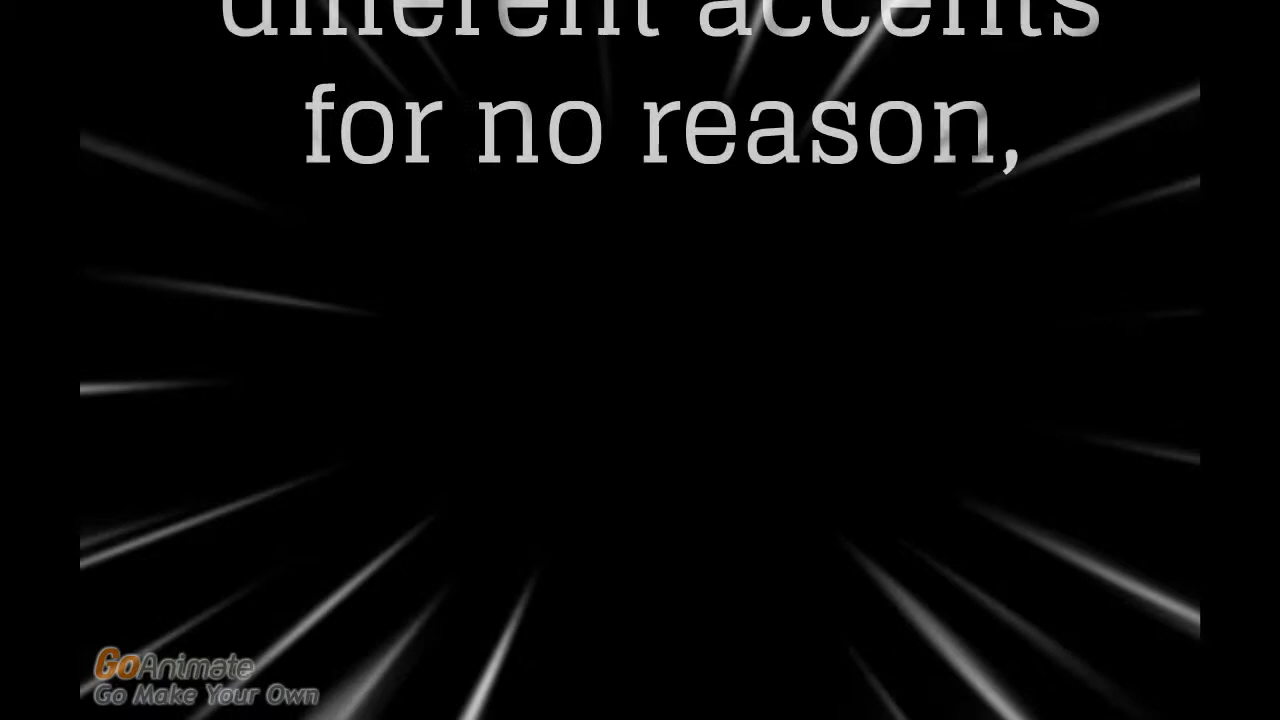 different accents
for no reason,
GoAnimate
Go Make Your Own